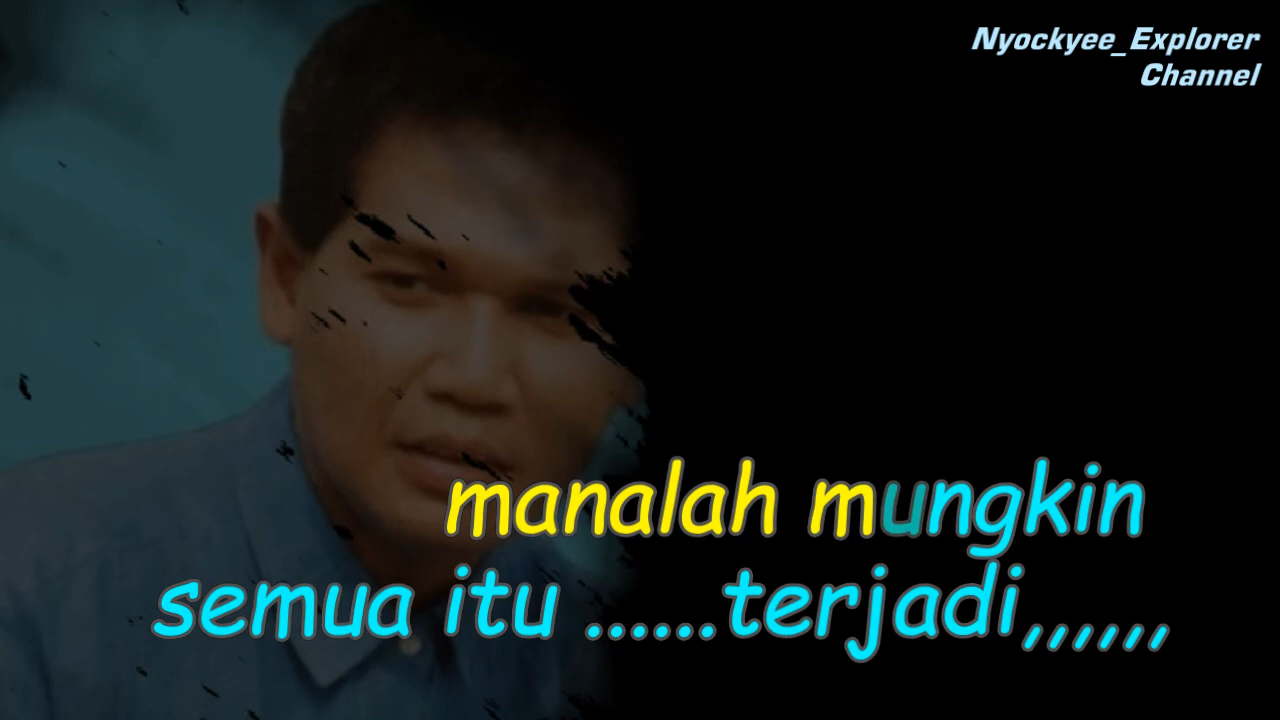 Nyockyee_Explorer
Channel
manalah mungkin
semua itu ......terjadi,,,,,,